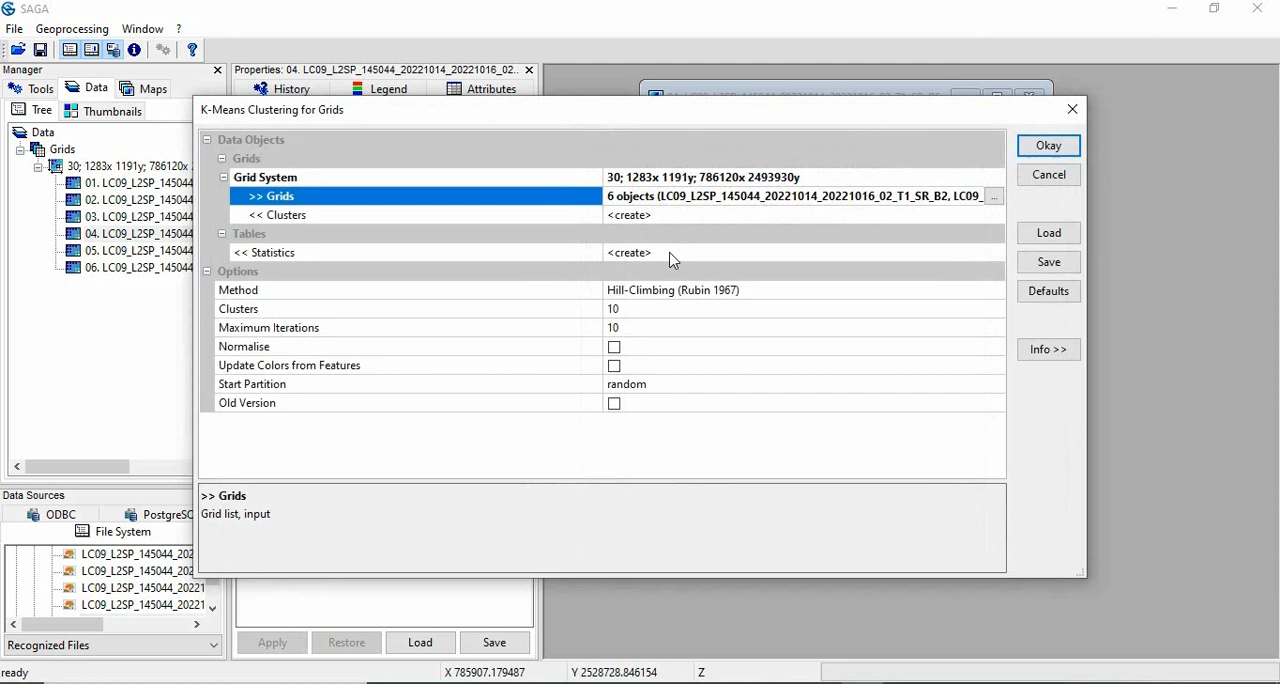 SAGA
File Geoprocessing Window ?
Manager
Tools Data Maps
Tree Thumbnails
Data
Grids
30; 1283x 1191y; 786120x
01. LC09_L2SP_145044
02. LC09_L2SP_145044
03. LC09_L2SP_145044
04. LC09_L2SP_145044
05. LC09_L2SP_145044
06. LC09_L2SP_145044
Data Sources
ODBC PostgreSC
File System
LC09_L2SP_145044_202
LC09_L2SP_145044_202
LC09_L2SP_145044_20221
LC09_L2SP_145044_20221
Recognized Files
Properties: 04. LC09_L2SP_145044_20221014_20221016_02...
History Legend Attributes
K-Means Clustering for Grids
Data Objects
Grids
Grid System 30; 1283x 1191y; 786120x 2493930y
>> Grids 6 objects (LC09_L2SP_145044_20221014_20221016_02_T1_SR_B2, LC09_ ...
<< Clusters <create>
Tables
<< Statistics <create>
Options
Method Hill-Climbing (Rubin 1967)
Clusters 10
Maximum Iterations 10
Normalise
Update Colors from Features
Start Partition random
Old Version
>> Grids
Grid list, input
Okay
Cancel
Load
Save
Defaults
Info >>
Apply Restore Load Save
ready X 785907.179487 Y 2528728.846154 Z